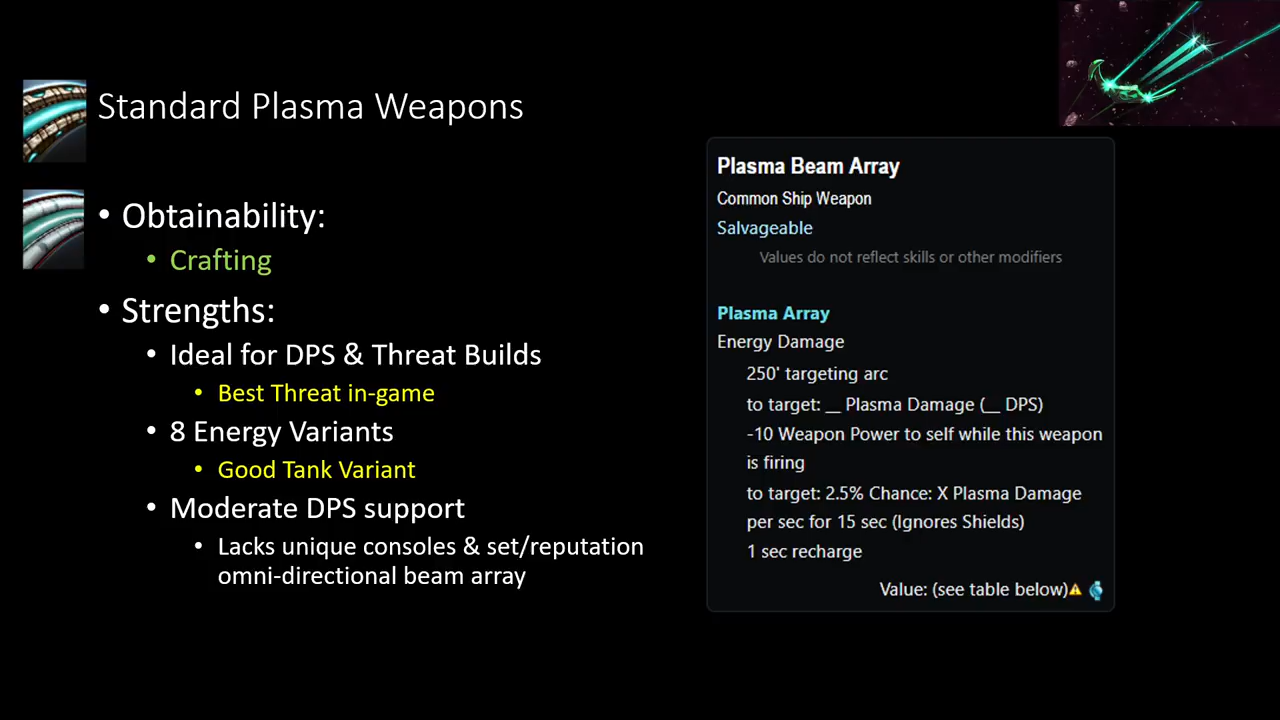 Standard Plasma Weapons
• Obtainability:
• Crafting
• Strengths:
• Ideal for DPS & Threat Builds
• Best Threat in-game
• 8 Energy Variants
• Good Tank Variant
• Moderate DPS support
• Lacks unique consoles & set/reputation
omni-directional beam array
Plasma Beam Array
Common Ship Weapon
Salvageable
Values do not reflect skills or other modifiers
Plasma Array
Energy Damage
250' targeting arc
to target: __ Plasma Damage (__ DPS)
-10 Weapon Power to self while this weapon
is firing
to target: 2.5% Chance: X Plasma Damage
per sec for 15 sec (Ignores Shields)
1 sec recharge
Value: (see table below)